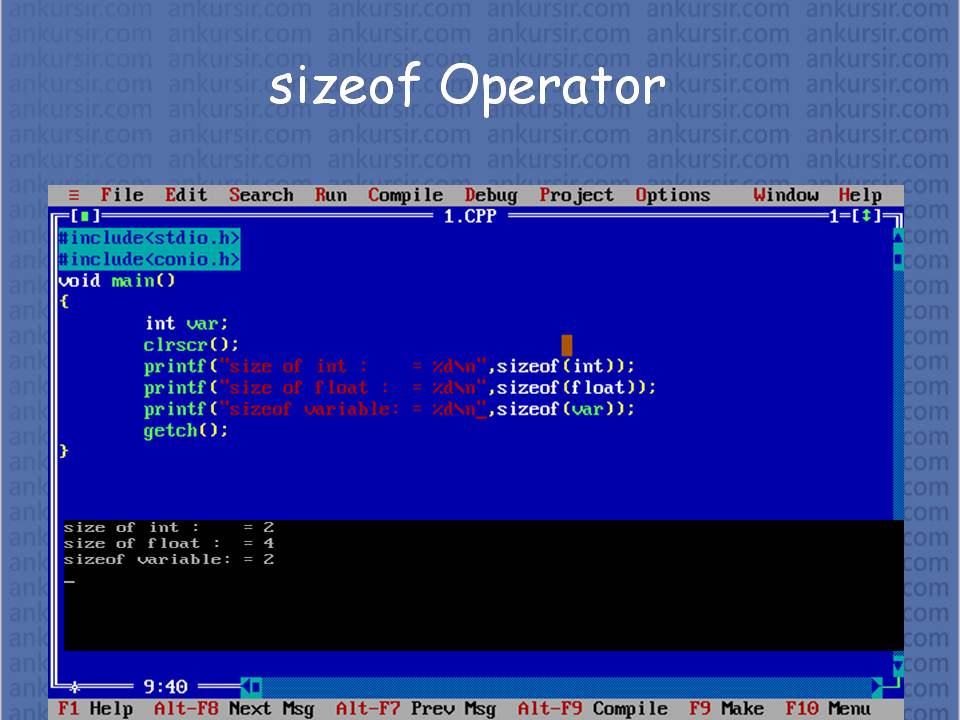 sizeof Operator
≡ File Edit Search Run Compile Debug Project Options Window Help
[■] 1.CPP 1=[↕]
#include<stdio.h>
#include<conio.h>
void main()
{
int var;
clrscr();
printf("size of int :    = %d\n",sizeof(int));
printf("size of float :  = %d\n",sizeof(float));
printf("sizeof variable: = %d\n",sizeof(var));
getch();
}
size of int :    = 2
size of float :  = 4
sizeof variable: = 2
9:40
F1 Help Alt-F8 Next Msg Alt-F7 Prev Msg Alt-F9 Compile F9 Make F10 Menu